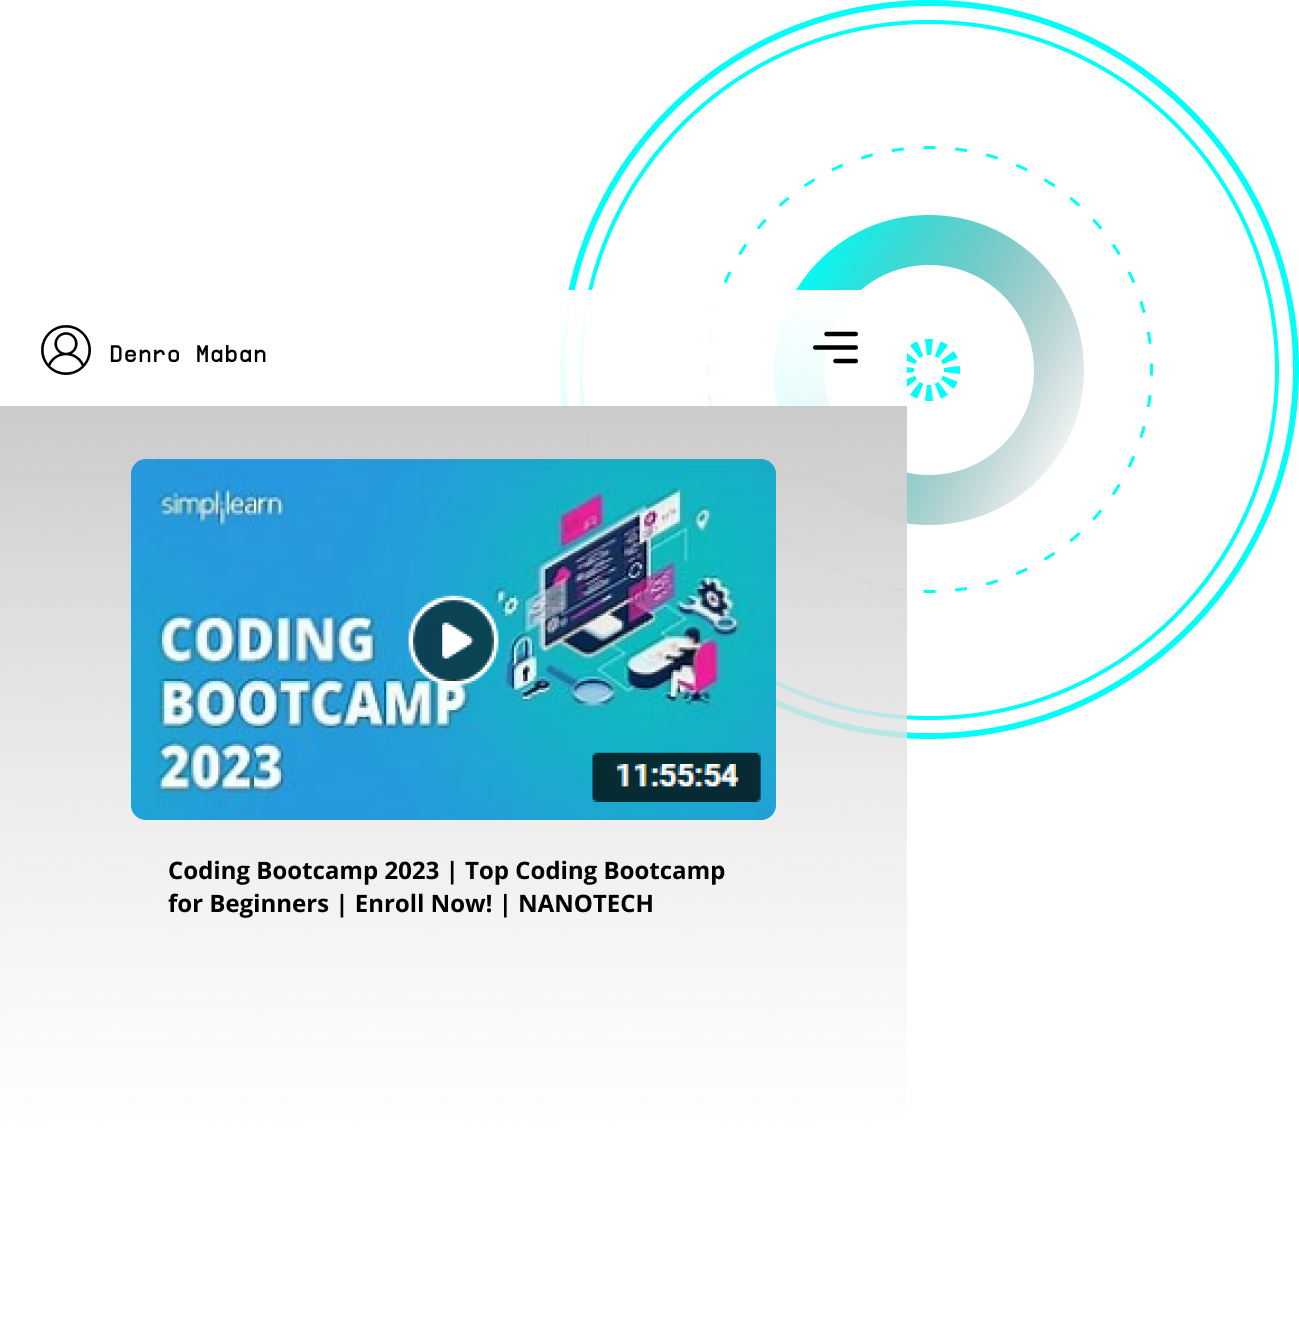 Denro Maban
simplilearn
CODING
BOOTCAMP
2023
11:55:54
Coding Bootcamp 2023 | Top Coding Bootcamp
for Beginners | Enroll Now! | NANOTECH